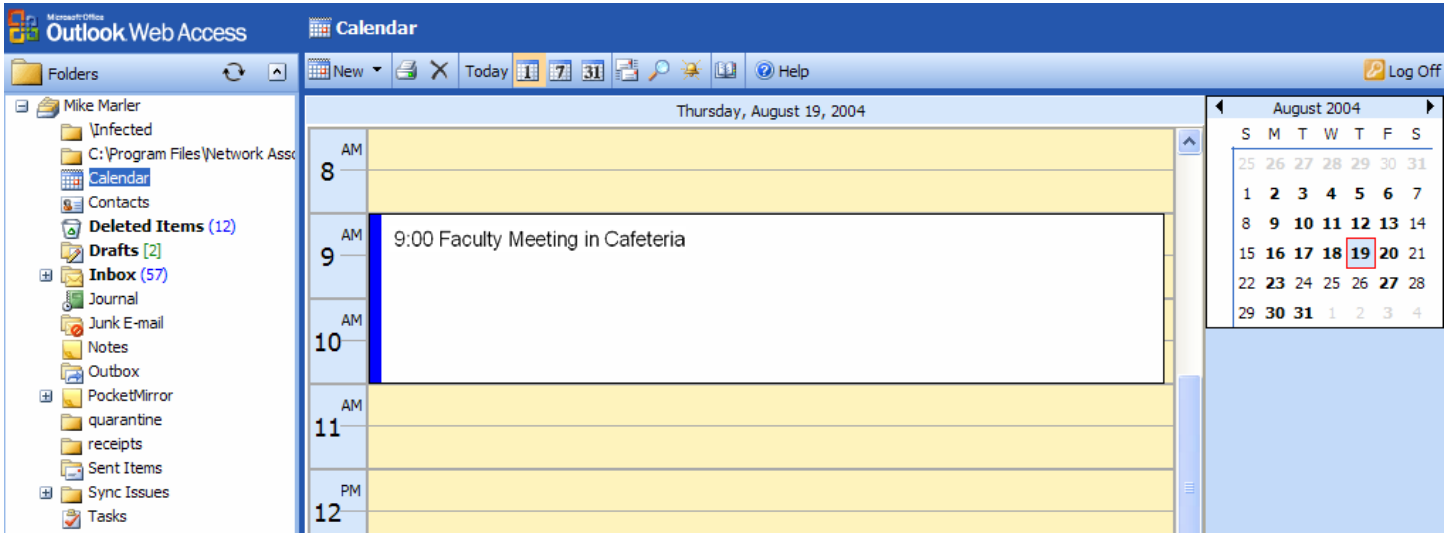 Microsoft Office
Outlook Web Access
Calendar
Folders
New
Today 1 7 31
Help
Log Off
Mike Marler
\Infected
C:\Program Files\Network Asso
Calendar
Contacts
Deleted Items (12)
Drafts [2]
Inbox (57)
Journal
Junk E-mail
Notes
Outbox
PocketMirror
quarantine
receipts
Sent Items
Sync Issues
Tasks
Thursday, August 19, 2004
8 AM
9 AM
9:00 Faculty Meeting in Cafeteria
10 AM
11 AM
12 PM
August 2004
S M T W T F S
25 26 27 28 29 30 31
1 2 3 4 5 6 7
8 9 10 11 12 13 14
15 16 17 18 19 20 21
22 23 24 25 26 27 28
29 30 31 1 2 3 4